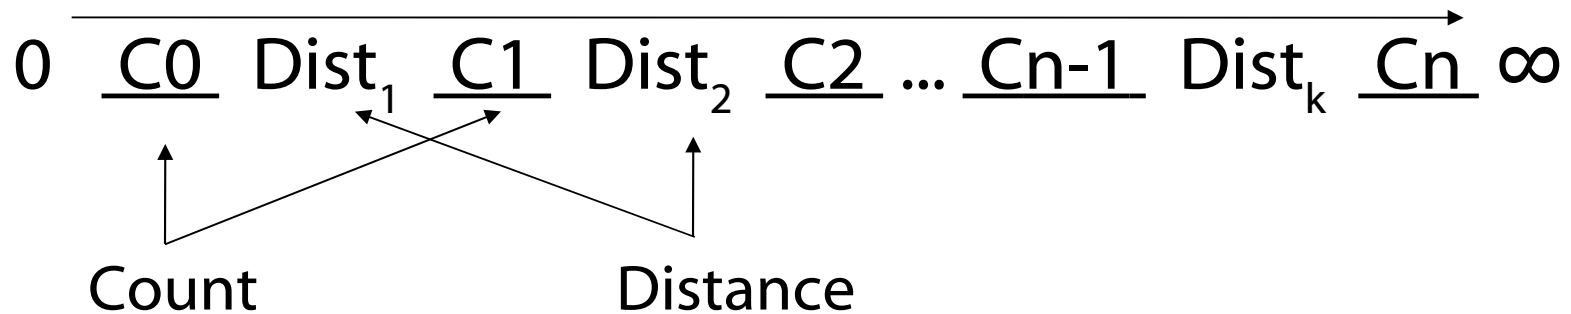 0 C0 Dist₁ C1 Dist₂ C2 ... Cn-1 Distₖ Cn ∞
Count Distance